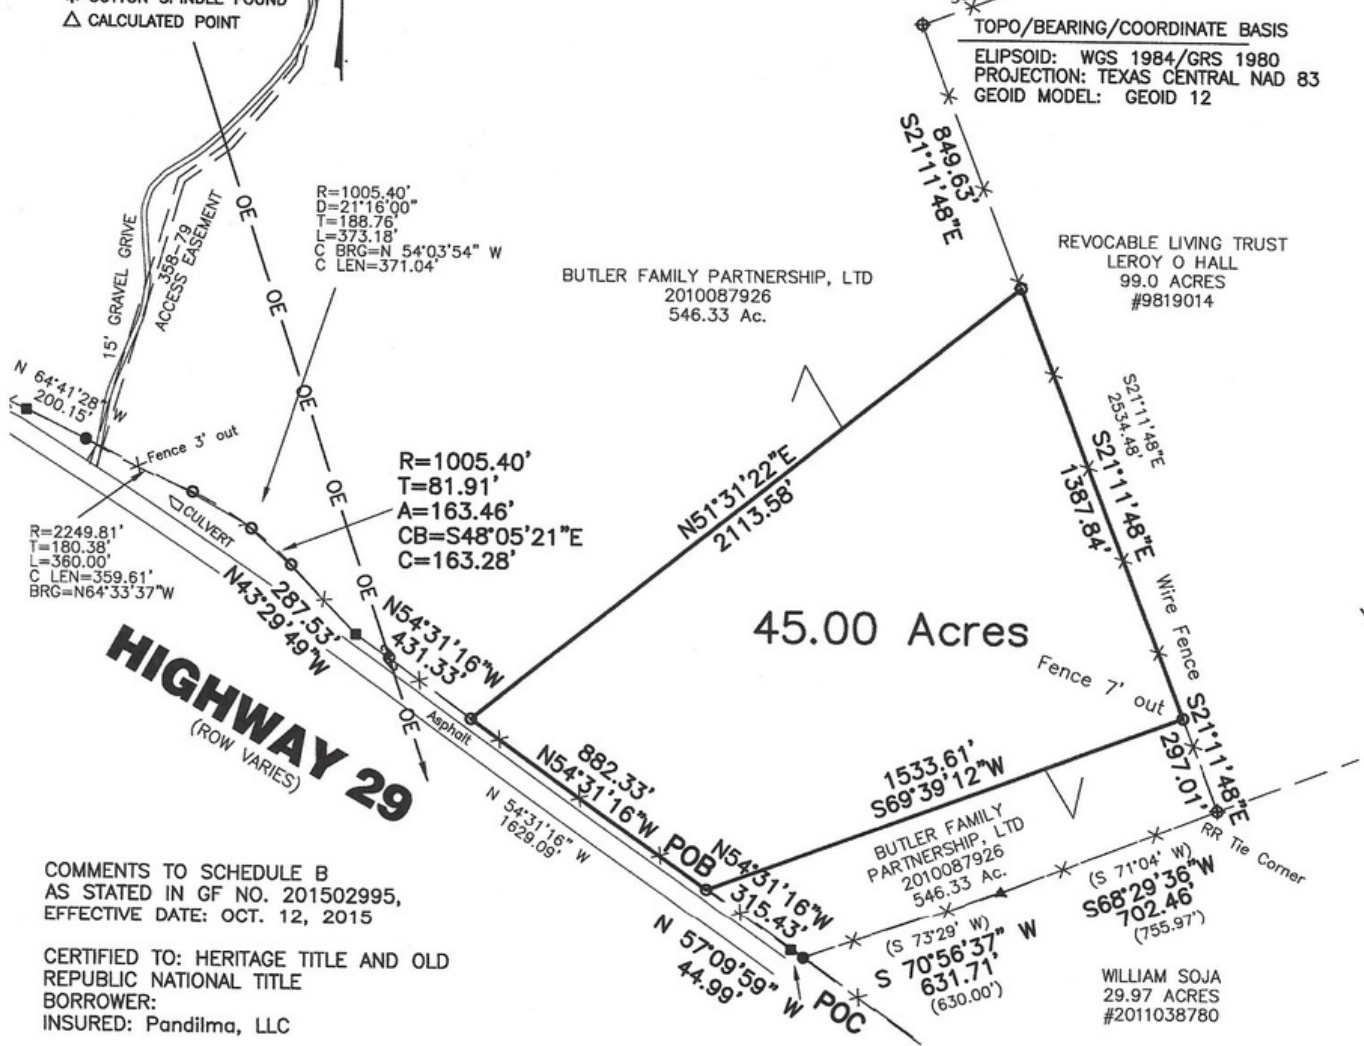 △ CALCULATED POINT
TOPO/BEARING/COORDINATE BASIS
ELIPSOID: WGS 1984/GRS 1980
PROJECTION: TEXAS CENTRAL NAD 83
GEOID MODEL: GEOID 12
849.63'
S21°11'48"E
REVOCABLE LIVING TRUST
LEROY O HALL
99.0 ACRES
#9819014
OE
OE
OE
OE
OE
OE
OE
15' GRAVEL GRIVE
358-79
ACCESS EASEMENT
R=1005.40'
D=21°16'00"
T=188.76'
L=373.18'
C BRG=N 54°03'54" W
C LEN=371.04'
BUTLER FAMILY PARTNERSHIP, LTD
2010087926
546.33 Ac.
N 64°41'28" W
200.15'
Fence 3' out
CULVERT
R=1005.40'
T=81.91'
A=163.46'
CB=S48°05'21"E
C=163.28'
R=2249.81'
T=180.38'
L=360.00'
C LEN=359.61'
BRG=N64°33'37"W
287.53'
N43°29'49"W
N54°31'16"W
431.33'
N51°31'22"E
2113.58'
S21°11'48"E
2534.48'
S21°11'48"E
1387.84'
Wire Fence
45.00 Acres
Fence 7' out
S21°11'48"E
297.01'
HIGHWAY 29
(ROW VARIES)
Asphalt
882.33'
N54°31'16"W
N 54°31'16" W
1629.09'
1533.61'
S69°39'12"W
POB
N54°31'16"W
315.43'
BUTLER FAMILY
PARTNERSHIP, LTD
2010087926
546.33 Ac.
RR Tie Corner
(S 71°04' W)
S68°29'36"W
702.46'
(755.97')
(S 73°29' W)
S 70°56'37" W
631.71'
(630.00')
N 57°09'59" W
44.99'
POC
WILLIAM SOJA
29.97 ACRES
#2011038780
COMMENTS TO SCHEDULE B
AS STATED IN GF NO. 201502995,
EFFECTIVE DATE: OCT. 12, 2015
CERTIFIED TO: HERITAGE TITLE AND OLD
REPUBLIC NATIONAL TITLE
BORROWER:
INSURED: Pandilma, LLC